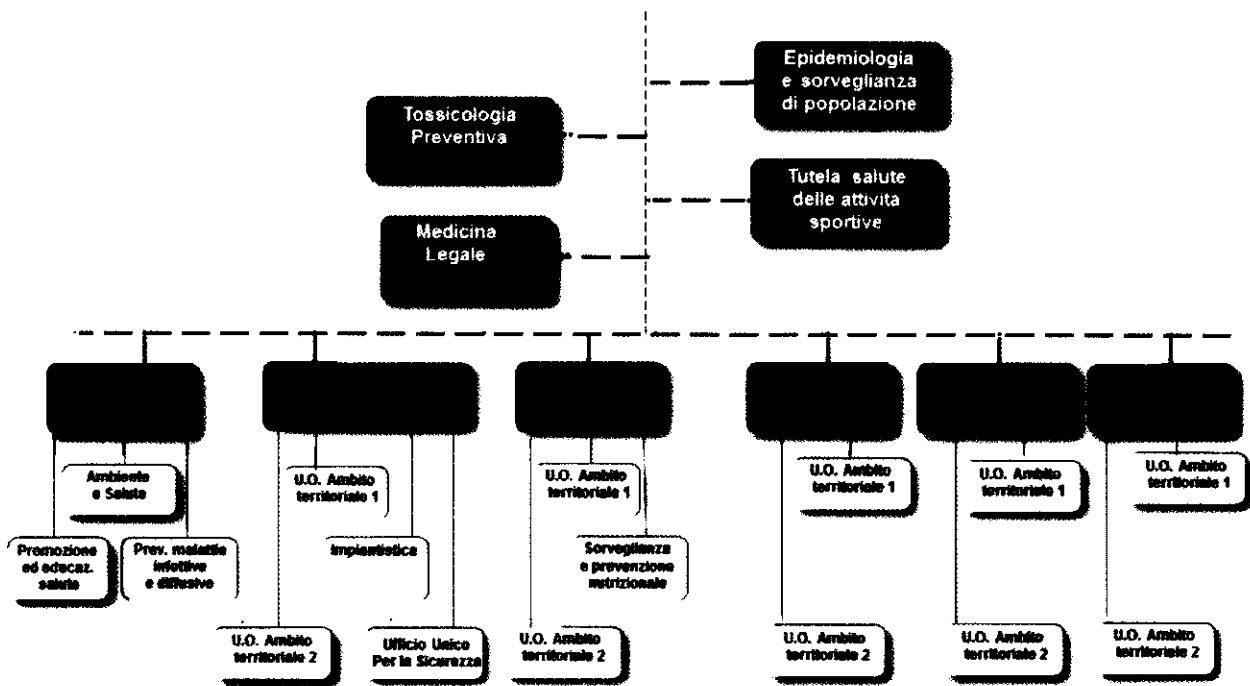 Epidemiologia
e sorveglianza
di popolazione
Tossicologia
Preventiva
Tutela salute
delle attivita
sportive
Medicina
Legale
Ambiente
e Salute
U.O. Ambito
territoriale 1
U.O. Ambito
territoriale 1
U.O. Ambito
territoriale 1
U.O. Ambito
territoriale 1
U.O. Ambito
territoriale 1
Promozione
ed educaz.
salute
Prev. malattie
infettive
e diffusive
Impiantistica
Sorveglianza
e prevenzione
nutrizionale
U.O. Ambito
territoriale 2
Ufficio Unico
Per la Sicurezza
U.O. Ambito
territoriale 2
U.O. Ambito
territoriale 2
U.O. Ambito
territoriale 2
U.O. Ambito
territoriale 2